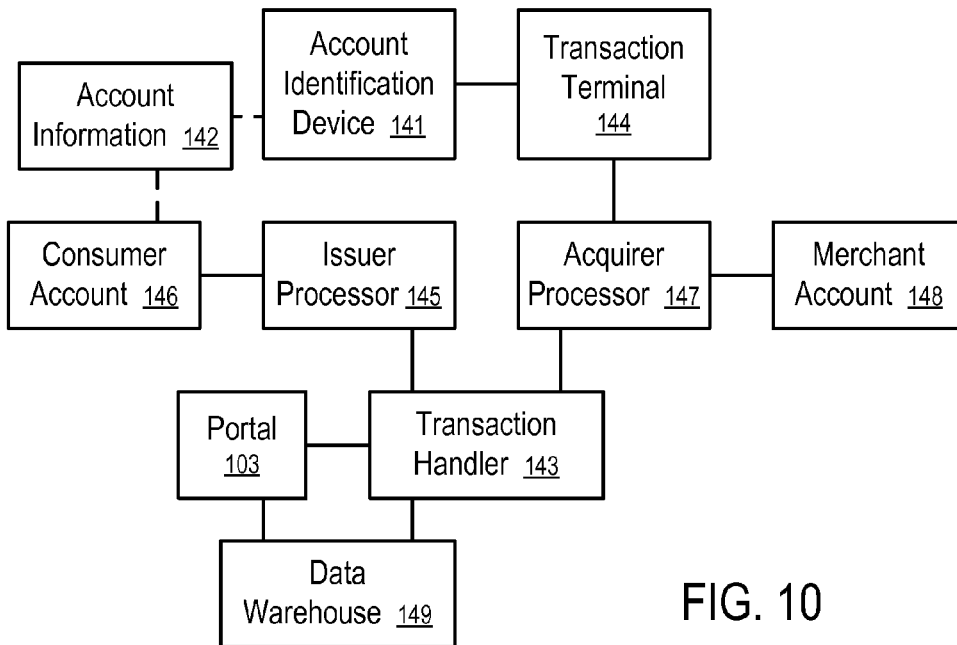 Account
Identification
Device 141
Transaction
Terminal
144
Account
Information 142
Consumer
Account 146
Issuer
Processor 145
Acquirer
Processor 147
Merchant
Account 148
Portal
103
Transaction
Handler 143
Data
Warehouse 149
FIG. 10